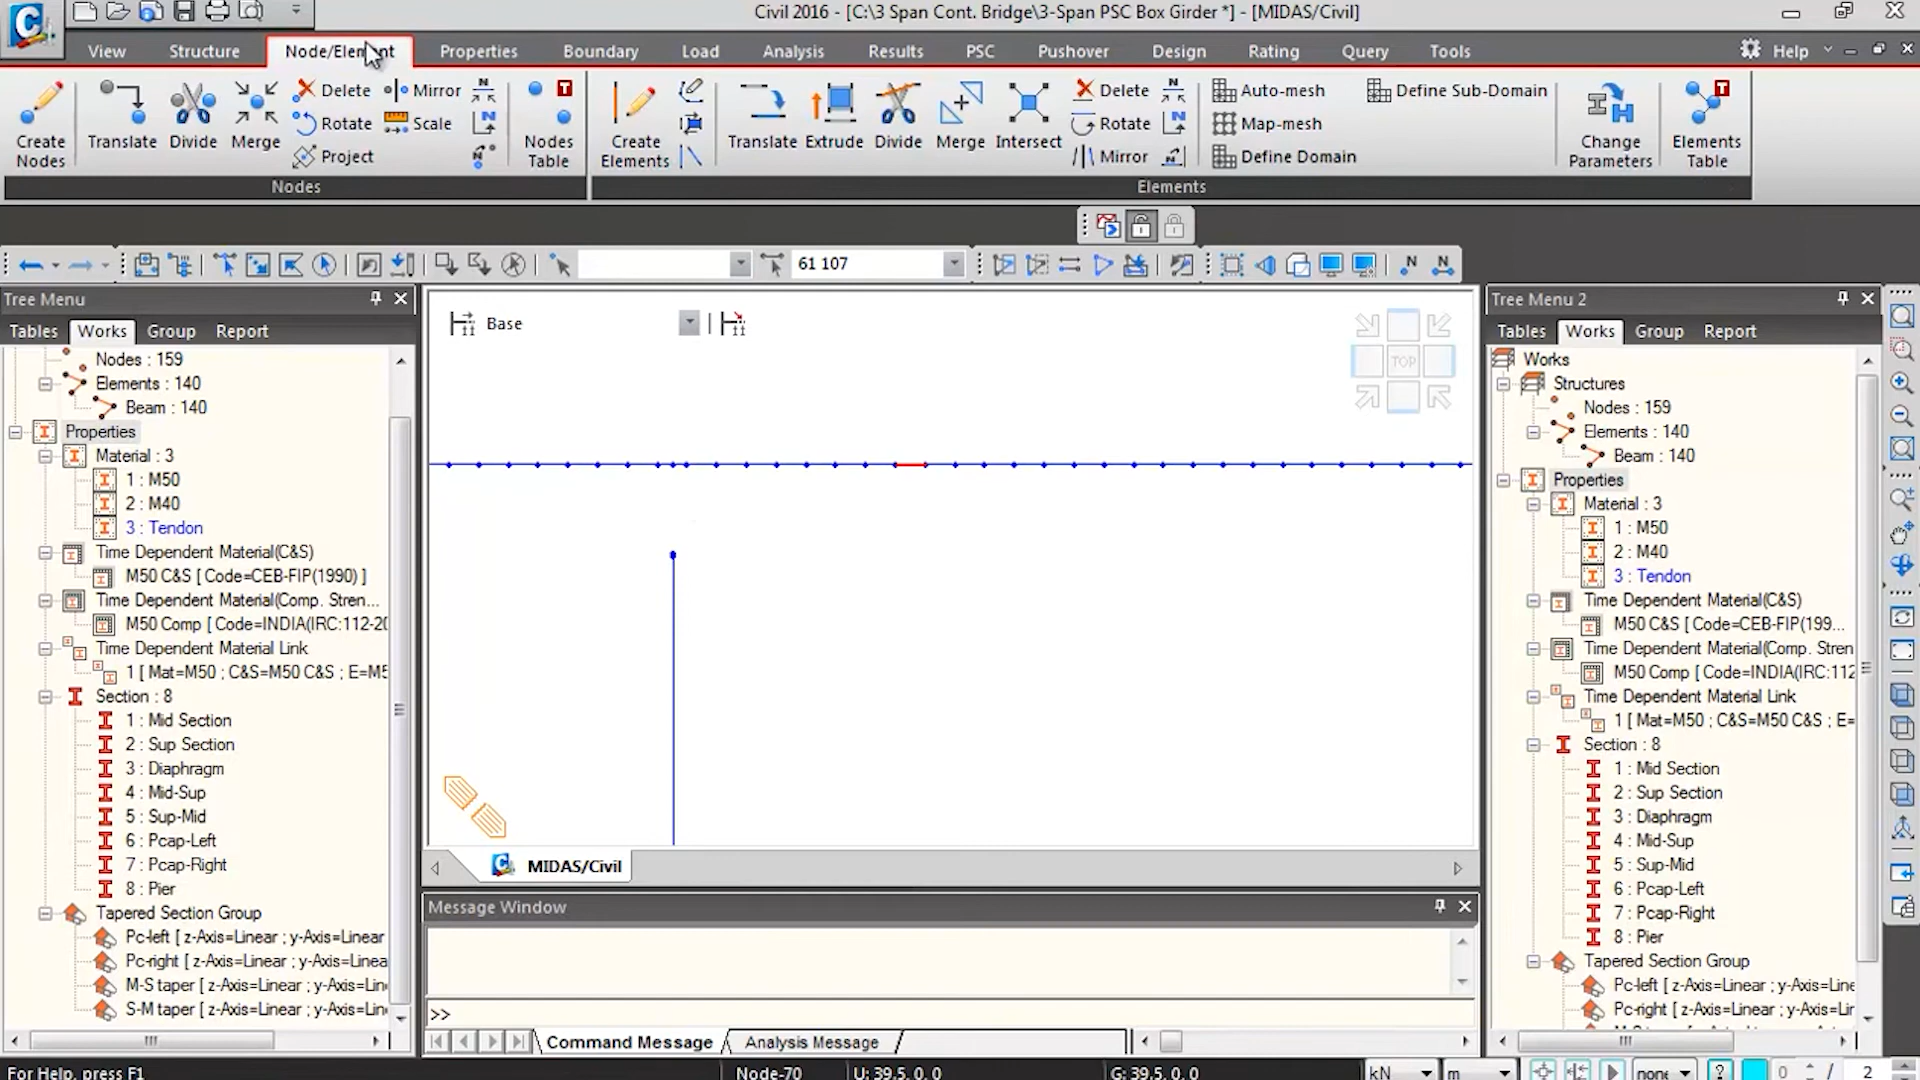 Civil 2016 - [C:\3 Span Cont. Bridge\3-Span PSC Box Girder *] - [MIDAS/Civil]
View Structure Node/Element Properties Boundary Load Analysis Results PSC Pushover Design Rating Query Tools Help
Create Nodes Translate Divide Merge Delete Rotate Project Mirror Scale Nodes Table
Create Elements Translate Extrude Divide Merge Intersect Delete Rotate Mirror Auto-mesh Map-mesh Define Domain Define Sub-Domain Change Parameters Elements Table
Nodes Elements
61 107
Tree Menu
Tables Works Group Report
Nodes : 159
Elements : 140
Beam : 140
Properties
Material : 3
1 : M50
2 : M40
3 : Tendon
Time Dependent Material(C&S)
M50 C&S [ Code=CEB-FIP(1990) ]
Time Dependent Material(Comp. Stren...
M50 Comp [ Code=INDIA(IRC:112-20
Time Dependent Material Link
1 [ Mat=M50 ; C&S=M50 C&S ; E=M5
Section : 8
1 : Mid Section
2 : Sup Section
3 : Diaphragm
4 : Mid-Sup
5 : Sup-Mid
6 : Pcap-Left
7 : Pcap-Right
8 : Pier
Tapered Section Group
Pc-left [ z-Axis=Linear ; y-Axis=Linear
Pc-right [ z-Axis=Linear ; y-Axis=Linea
M-S taper [ z-Axis=Linear ; y-Axis=Lin
S-M taper [ z-Axis=Linear ; y-Axis=Lin
Base
TOP
MIDAS/Civil
Message Window
>>
Command Message Analysis Message
Tree Menu 2
Tables Works Group Report
Works
Structures
Nodes : 159
Elements : 140
Beam : 140
Properties
Material : 3
1 : M50
2 : M40
3 : Tendon
Time Dependent Material(C&S)
M50 C&S [ Code=CEB-FIP(199...
Time Dependent Material(Comp. Stren
M50 Comp [ Code=INDIA(IRC:112
Time Dependent Material Link
1 [ Mat=M50 ; C&S=M50 C&S ; E=
Section : 8
1 : Mid Section
2 : Sup Section
3 : Diaphragm
4 : Mid-Sup
5 : Sup-Mid
6 : Pcap-Left
7 : Pcap-Right
8 : Pier
Tapered Section Group
Pc-left [ z-Axis=Linear ; y-Axis=Line
Pc-right [ z-Axis=Linear ; y-Axis=Lir
For Help, press F1 Node-70 U: 39.5, 0, 0 G: 39.5, 0, 0 kN m none 0 / 2